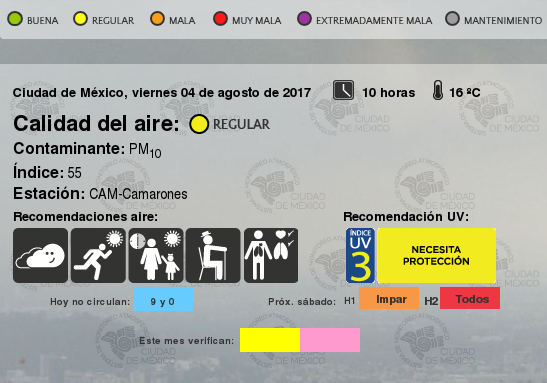 BUENA REGULAR MALA MUY MALA EXTREMADAMENTE MALA MANTENIMIENTO
Ciudad de México, viernes 04 de agosto de 2017 10 horas 16 ºC
Calidad del aire: REGULAR
Contaminante: PM10
Índice: 55
Estación: CAM-Camarones
Recomendaciones aire: Recomendación UV:
ÍNDICE
UV
3
NECESITA
PROTECCIÓN
Hoy no circulan: 9 y 0 Próx. sábado: H1 Impar H2 Todos
Este mes verifican:
CIUDAD
DE MÉXICO